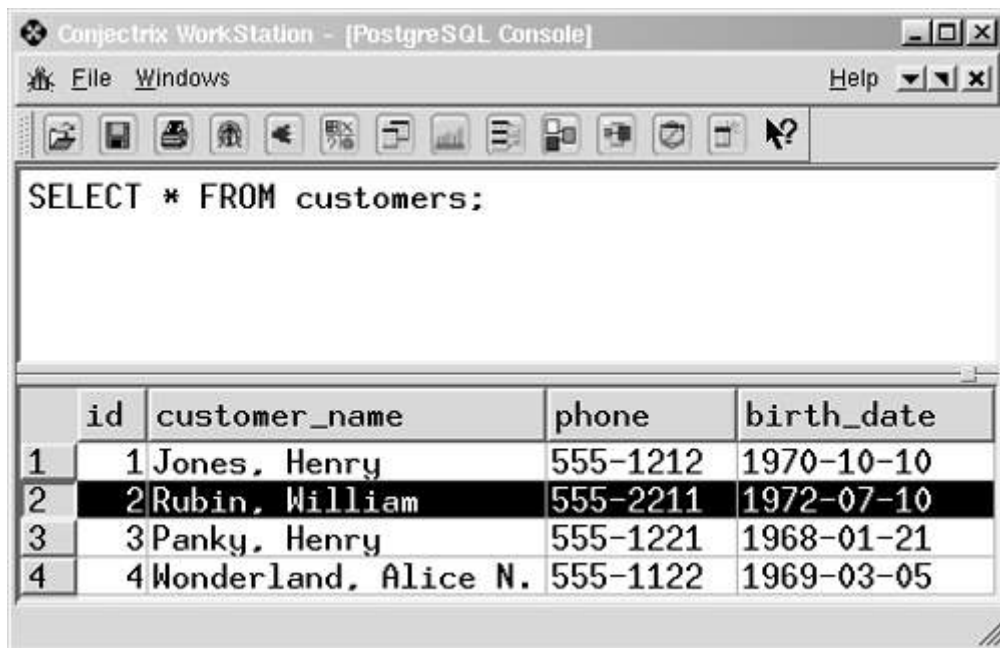 Conjectrix WorkStation - [PostgreSQL Console]
File Windows Help
SELECT * FROM customers;
id customer_name phone birth_date
1 1 Jones, Henry 555-1212 1970-10-10
2 2 Rubin, William 555-2211 1972-07-10
3 3 Panky, Henry 555-1221 1968-01-21
4 4 Wonderland, Alice N. 555-1122 1969-03-05